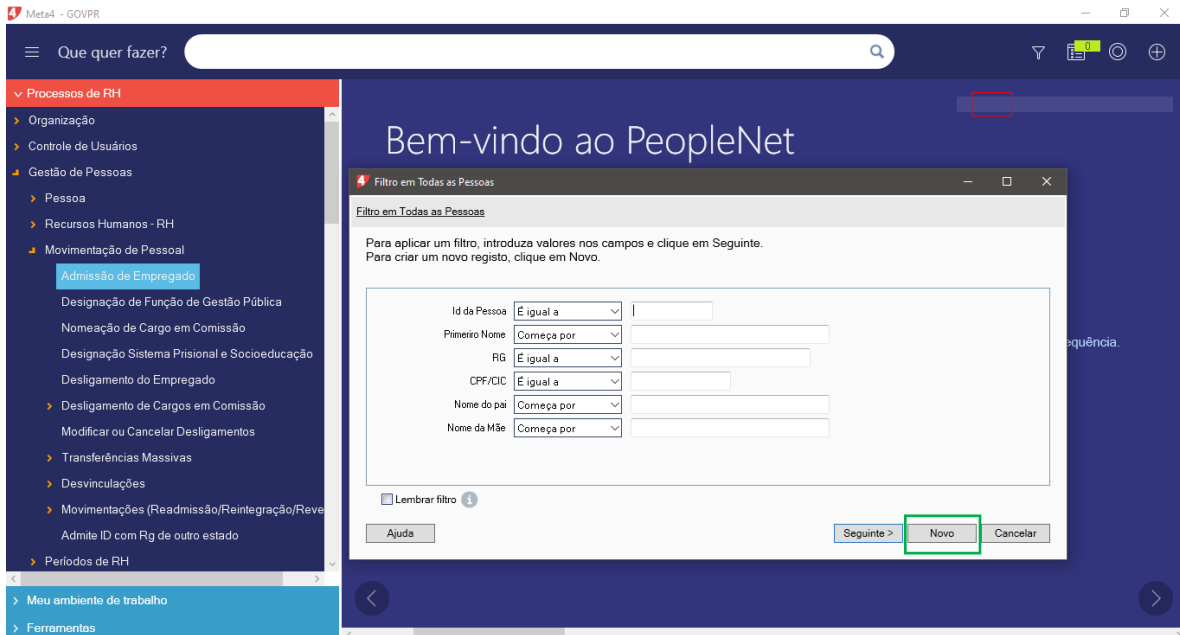 Meta4 - GOVPR
Que quer fazer?
0
Processos de RH
Organização
Controle de Usuários
Gestão de Pessoas
Pessoa
Recursos Humanos - RH
Movimentação de Pessoal
Admissão de Empregado
Designação de Função de Gestão Pública
Nomeação de Cargo em Comissão
Designação Sistema Prisional e Socioeducação
Desligamento do Empregado
Desligamento de Cargos em Comissão
Modificar ou Cancelar Desligamentos
Transferências Massivas
Desvinculações
Movimentações (Readmissão/Reintegração/Reve
Admite ID com Rg de outro estado
Períodos de RH
Meu ambiente de trabalho
Ferramentas
Bem-vindo ao PeopleNet
equência.
Filtro em Todas as Pessoas
Filtro em Todas as Pessoas
Para aplicar um filtro, introduza valores nos campos e clique em Seguinte.
Para criar um novo registo, clique em Novo.
Id da Pessoa É igual a
Primeiriro Nome Começa por
RG É igual a
CPF/CIC É igual a
Nome do pai Começa por
Nome da Mãe Começa por
Lembrar filtro
Ajuda Seguinte > Novo Cancelar